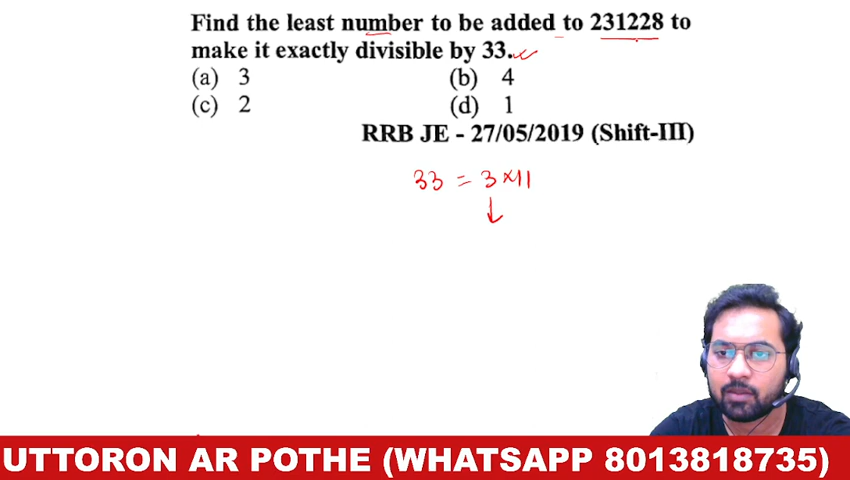 Find the least number to be added to 231228 to
make it exactly divisible by 33.
(a) 3 (b) 4
(c) 2 (d) 1
RRB JE - 27/05/2019 (Shift-III)
33 = 3×11
↓
UTTORON AR POTHE (WHATSAPP 8013818735)